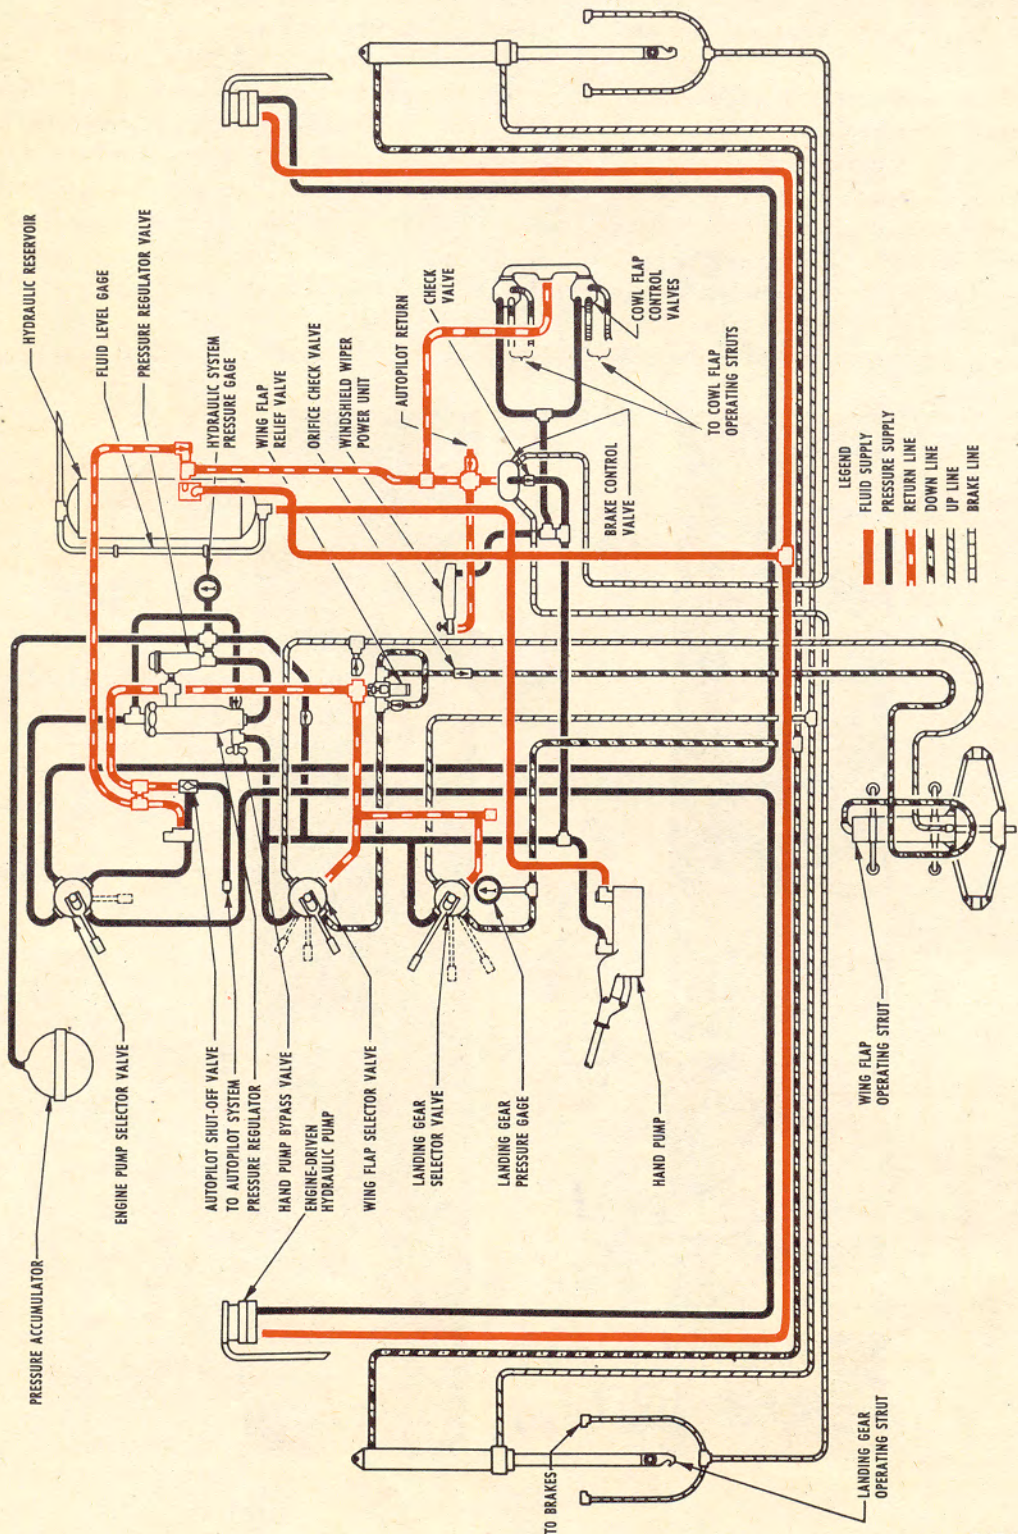 HYDRAULIC RESERVOIR
FLUID LEVEL GAGE
PRESSURE REGULATOR VALVE
HYDRAULIC SYSTEM
PRESSURE GAGE
WING FLAP
RELIEF VALVE
ORIFICE CHECK VALVE
WINDSHIELD WIPER
POWER UNIT
AUTOPILOT RETURN
CHECK
VALVE
COWL FLAP
CONTROL
VALVES
TO COWL FLAP
OPERATING STRUTS
BRAKE CONTROL
VALVE
LEGEND
FLUID SUPPLY
PRESSURE SUPPLY
RETURN LINE
DOWN LINE
UP LINE
BRAKE LINE
PRESSURE ACCUMULATOR
ENGINE PUMP SELECTOR VALVE
AUTOPILOT SHUT-OFF VALVE
TO AUTOPILOT SYSTEM
PRESSURE REGULATOR
HAND PUMP BYPASS VALVE
ENGINE-DRIVEN
HYDRAULIC PUMP
WING FLAP SELECTOR VALVE
LANDING GEAR
SELECTOR VALVE
LANDING GEAR
PRESSURE GAGE
HAND PUMP
WING FLAP
OPERATING STRUT
TO BRAKES
LANDING GEAR
OPERATING STRUT